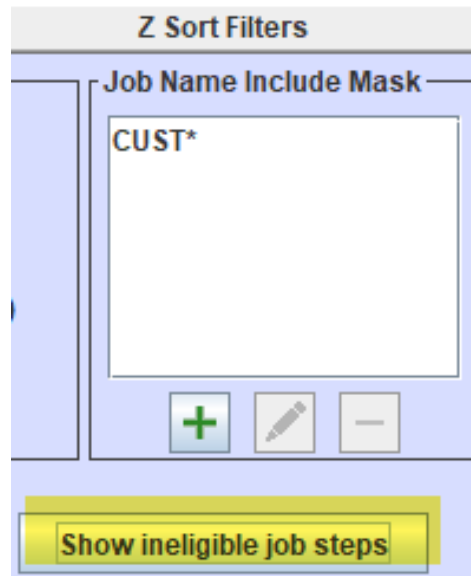 Z Sort Filters
Job Name Include Mask
CUST*
Show ineligible job steps